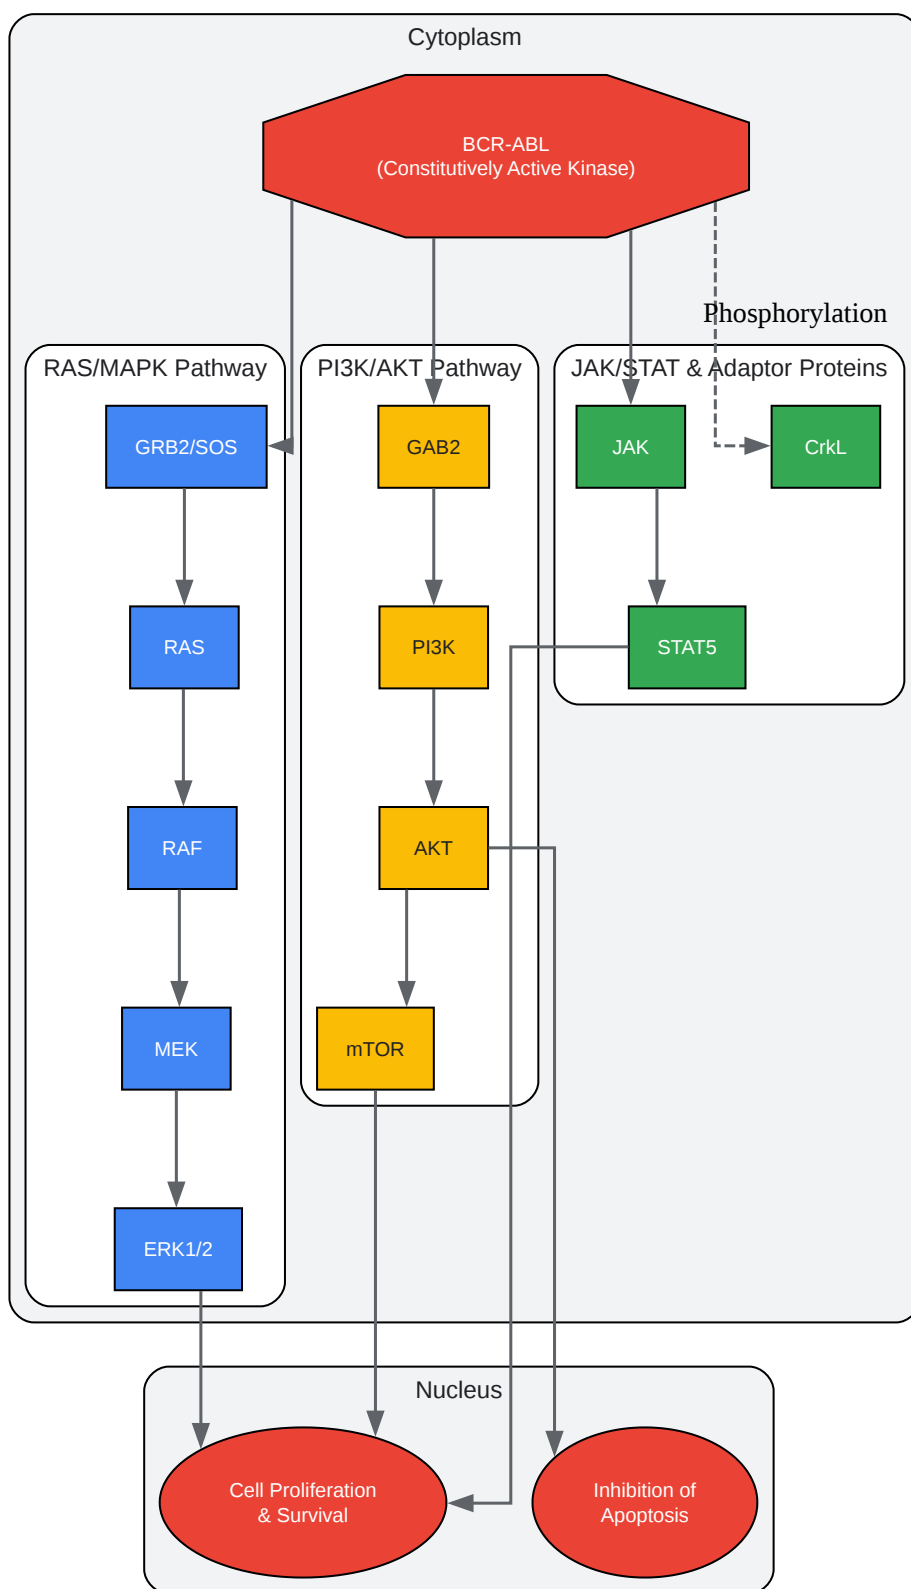 Cytoplasm
BCR-ABL
(Constitutively Active Kinase)
Phosphorylation
RAS/MAPK Pathway
PI3K/AKT Pathway
JAK/STAT & Adaptor Proteins
GRB2/SOS
GAB2
JAK
CrkL
RAS
PI3K
STAT5
RAF
AKT
MEK
mTOR
ERK1/2
Nucleus
Cell Proliferation
& Survival
Inhibition of
Apoptosis